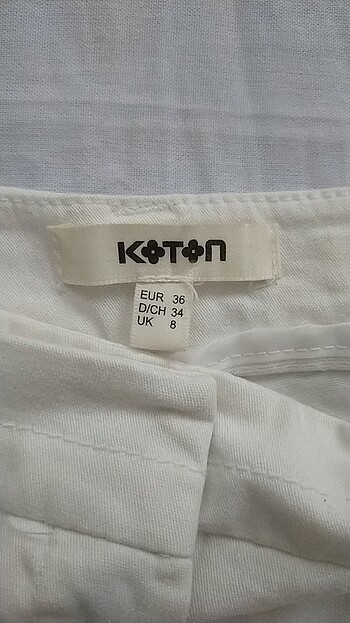 KOTON
EUR 36
D/CH 34
UK 8